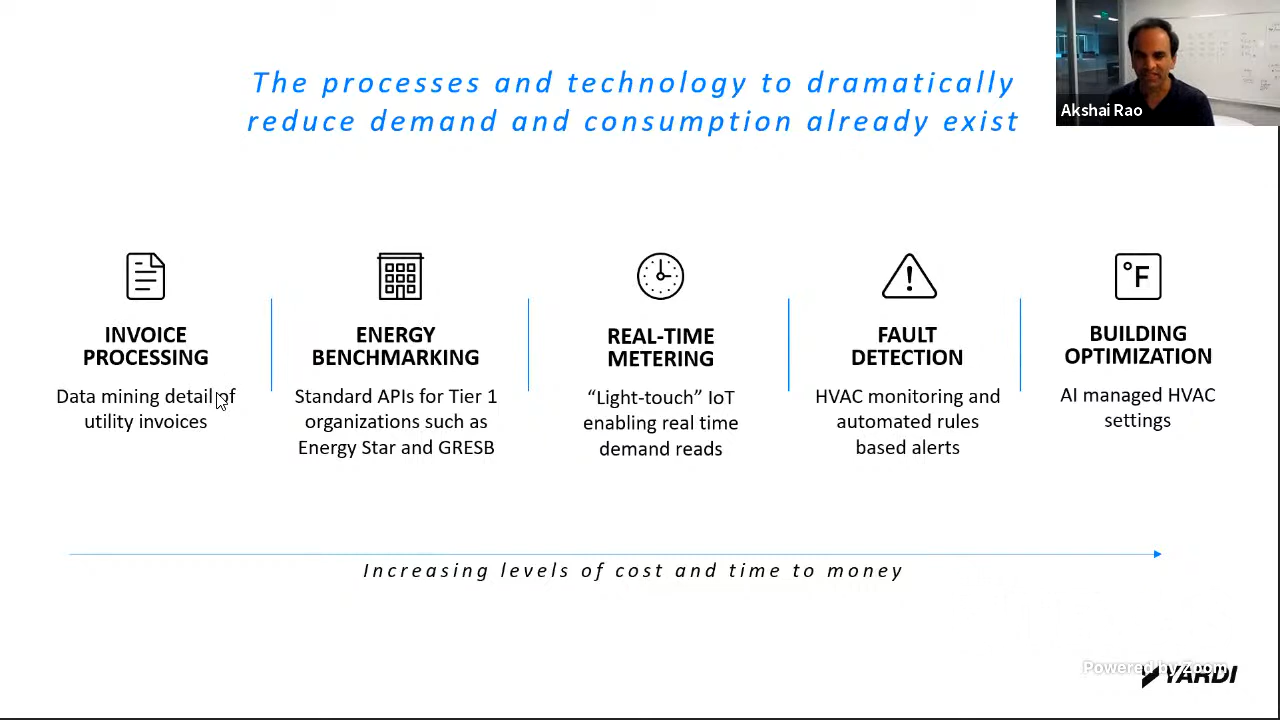 The processes and technology to dramatically
reduce demand and consumption already exist
Akshai Rao
°F
INVOICE
PROCESSING
Data mining detail of
utility invoices
ENERGY
BENCHMARKING
Standard APIs for Tier 1
organizations such as
Energy Star and GRESB
REAL-TIME
METERING
“Light-touch” IoT
enabling real time
demand reads
FAULT
DETECTION
HVAC monitoring and
automated rules
based alerts
BUILDING
OPTIMIZATION
AI managed HVAC
settings
Increasing levels of cost and time to money
Powered by Zoom
YARDI